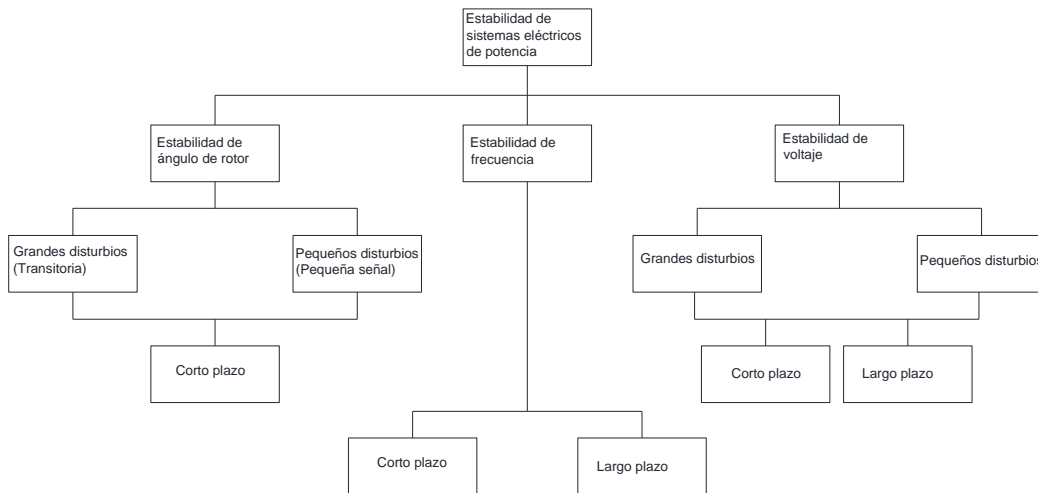 Estabilidad de
sistemas eléctricos
de potencia
Estabilidad de
ángulo de rotor
Estabilidad de
frecuencia
Estabilidad de
voltaje
Grandes disturbios
(Transitoria)
Pequeños disturbios
(Pequeña señal)
Grandes disturbios
Pequeños disturbios
Corto plazo
Corto plazo
Largo plazo
Corto plazo
Largo plazo